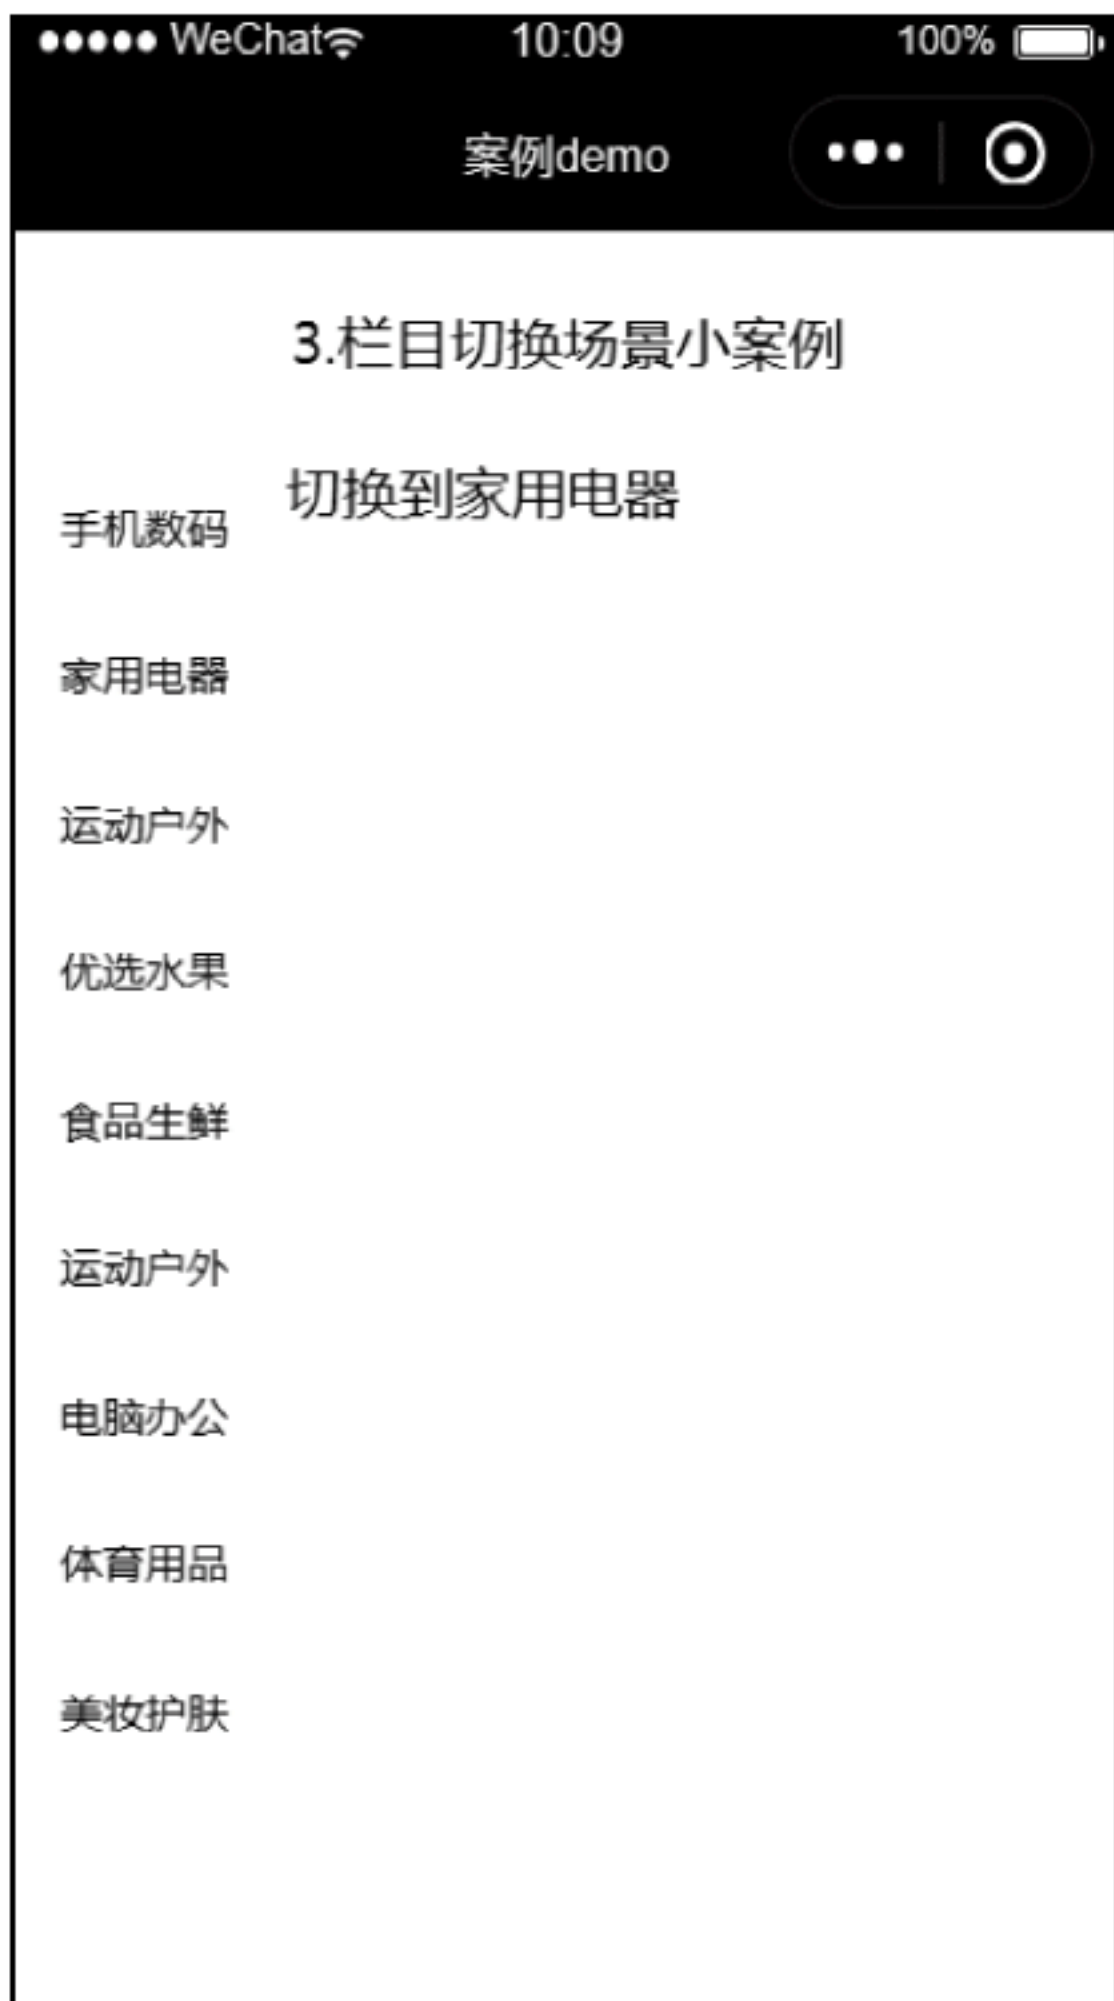 WeChat 10:09 100%
案例demo
3.栏目切换场景小案例
切换到家用电器
手机数码
家用电器
运动户外
优选水果
食品生鲜
运动户外
电脑办公
体育用品
美妆护肤